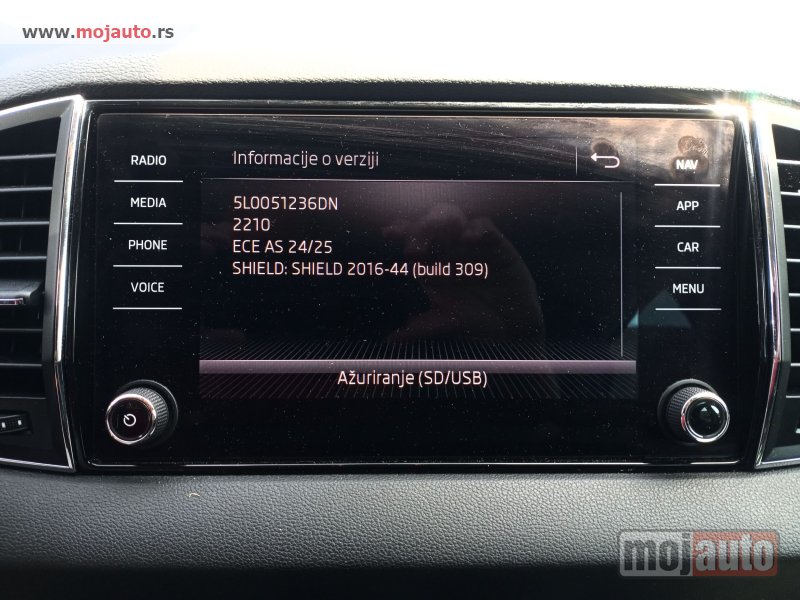 www.mojauto.rs
RADIO
Informacije o verziji
NAV
MEDIA
5L0051236DN
APP
2210
PHONE
ECE AS 24/25
CAR
SHIELD: SHIELD 2016-44 (build 309)
VOICE
MENU
Ažuriranje (SD/USB)
mojauto